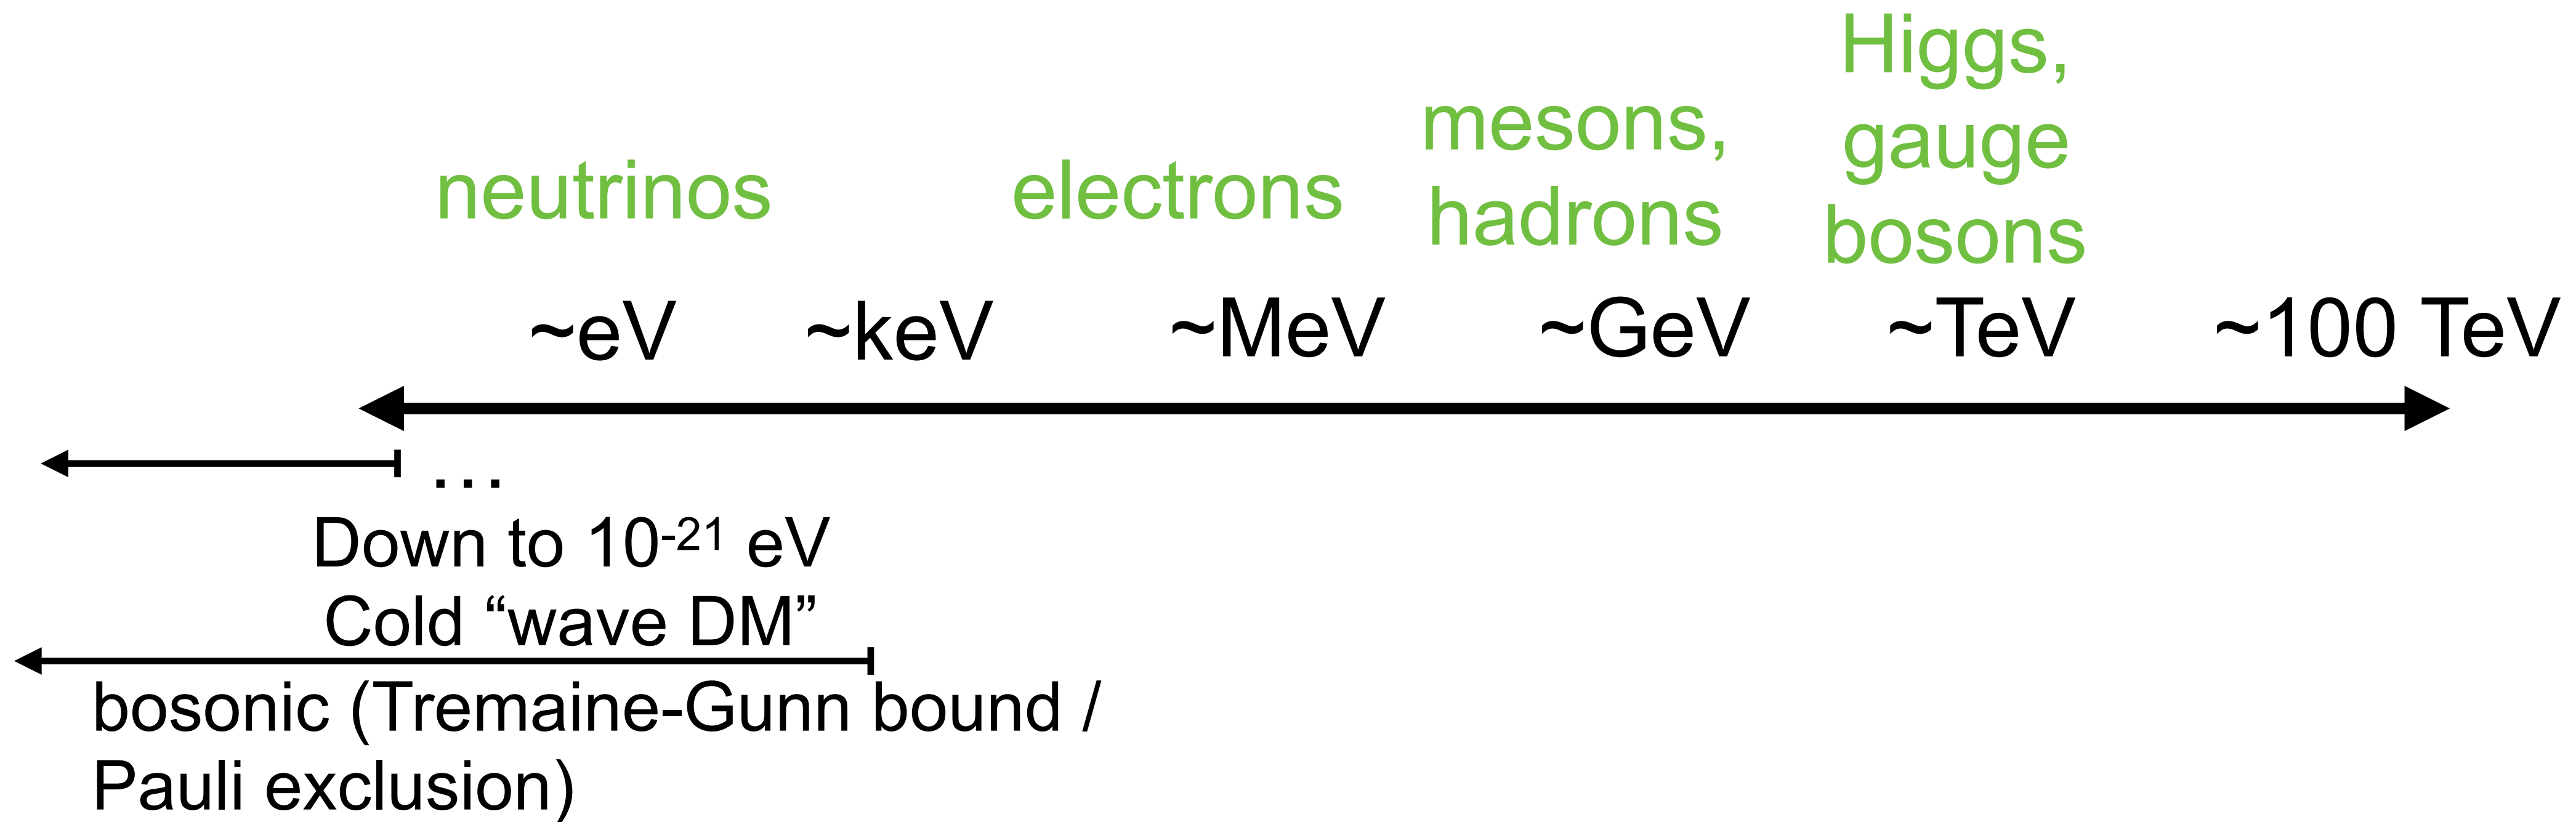 Higgs,
gauge
bosons
mesons,
hadrons
neutrinos
electrons
~eV ~keV ~MeV ~GeV ~TeV ~100 TeV
…
Down to 10⁻²¹ eV
Cold “wave DM”
bosonic (Tremaine-Gunn bound /
Pauli exclusion)